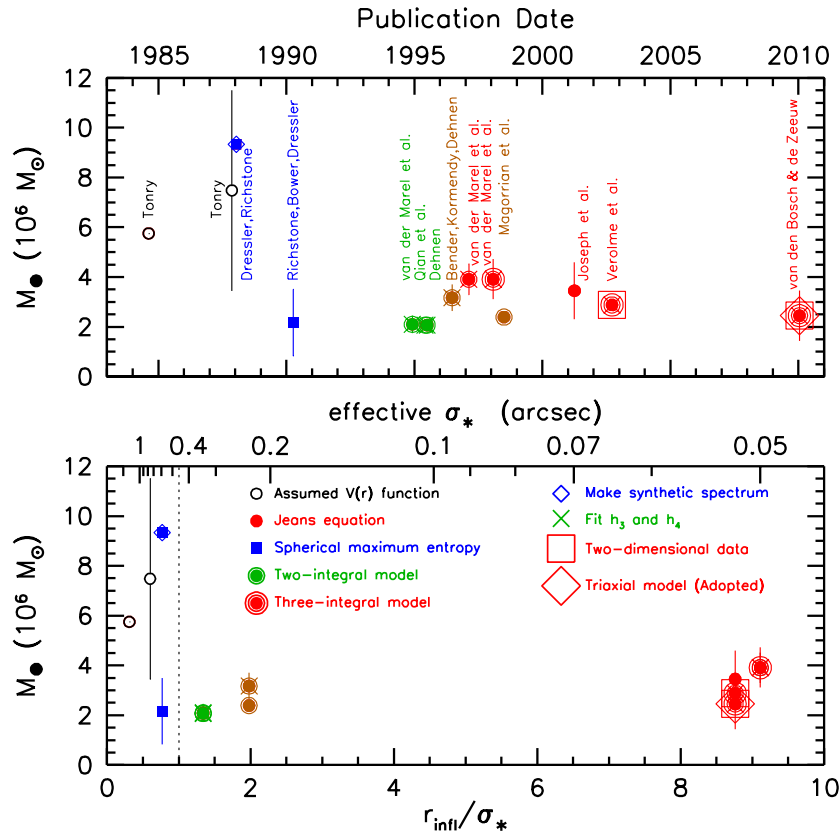 Publication Date
1985 1990 1995 2000 2005 2010
12
10
8
6
4
2
0
M● (10⁶ M☉)
Tonry
Tonry
Dressler,Richstone
Richstone,Bower,Dressler
van der Marel et al.
Qian et al.
Dehnen
Bender,Kormendy,Dehnen
van der Marel et al.
van der Marel et al.
Magorrian et al.
Joseph et al.
Verolme et al.
van den Bosch & de Zeeuw
effective σ* (arcsec)
1 0.4 0.2 0.1 0.07 0.05
12
10
8
6
4
2
0
M● (10⁶ M☉)
Assumed V(r) function
Jeans equation
Spherical maximum entropy
Two-integral model
Three-integral model
Make synthetic spectrum
Fit h₃ and h₄
Two-dimensional data
Triaxial model (Adopted)
0 2 4 6 8 10
r_infl/σ*